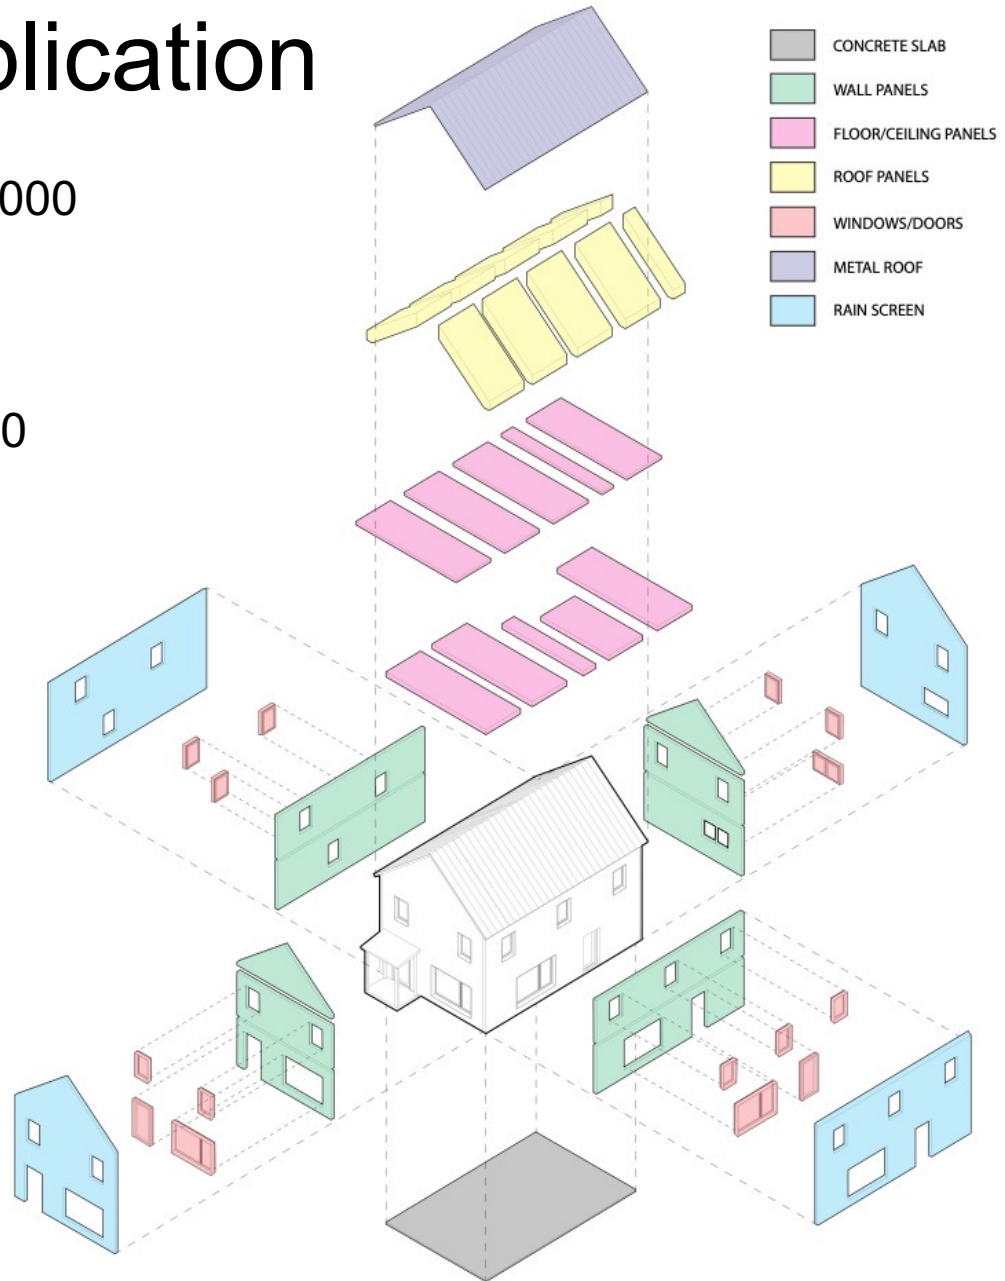 plication
000
0
CONCRETE SLAB
WALL PANELS
FLOOR/CEILING PANELS
ROOF PANELS
WINDOWS/DOORS
METAL ROOF
RAIN SCREEN